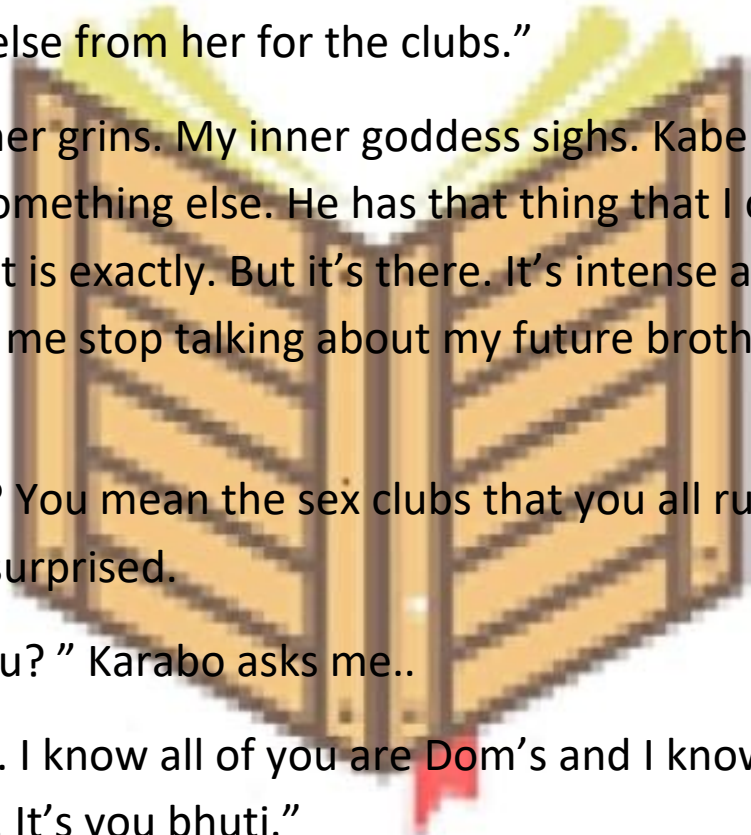 else from her for the clubs.”
her grins. My inner goddess sighs. Kabe
omething else. He has that thing that I
t is exactly. But it’s there. It’s intense a
me stop talking about my future broth
You mean the sex clubs that you all ru
surprised.
u? ” Karabo asks me..
. I know all of you are Dom’s and I know
. It’s you bhuti.”